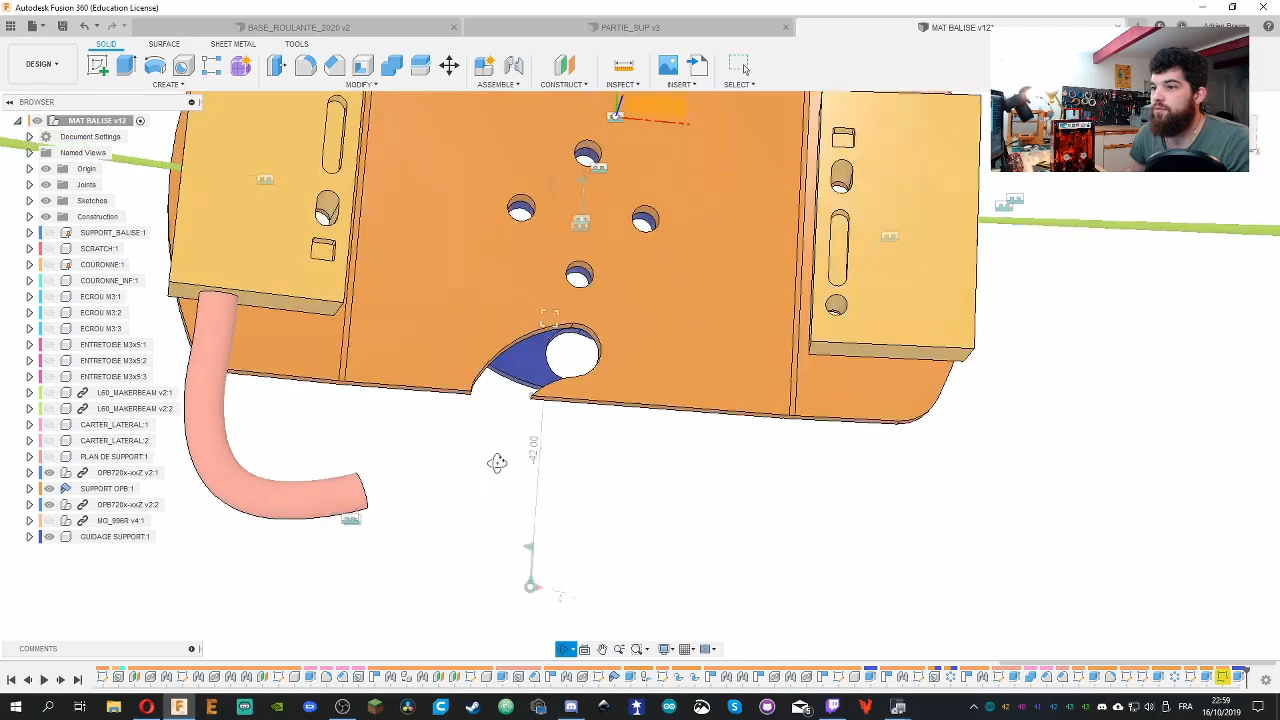 Autodesk Fusion 360 (Education License)
BASE_ROULANTE_2020 v2
PARTIE_SUP v3
MAT BALISE v12*
SOLID
SURFACE
SHEET METAL
TOOLS
DESIGN
CREATE
MODIFY
ASSEMBLE
CONSTRUCT
INSPECT
INSERT
SELECT
BROWSER
MAT BALISE v12
Document Settings
Named Views
Origin
Joints
Sketches
Construction
SUPPORT_BALISE:1
SCRATCH:1
COURONNE:1
COURONNE_INF:1
ECROU M3:1
ECROU M3:2
ECROU M3:3
ENTRETOISE M3x5:1
ENTRETOISE M3x5:2
ENTRETOISE M3x5:3
L60_MAKERBEAM v2:1
L60_MAKERBEAM v2:2
CARTER_LATERAL:1
CARTER_LATERAL:2
PLAN DE SUPPORT:1
OPB720x-xxZ v2:1
SUPPORT OPB:1
OPB720x-xxZ v2:2
MG_996R v4:1
GUIDAGE SUPPORT:1
-42.00
COMMENTS
22:59
16/10/2019